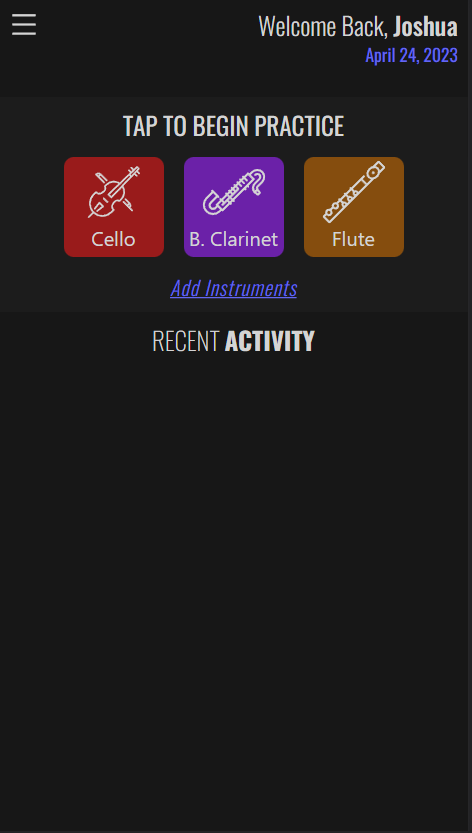 Welcome Back, Joshua
April 24, 2023
TAP TO BEGIN PRACTICE
Cello
B. Clarinet
Flute
Add Instruments
RECENT ACTIVITY